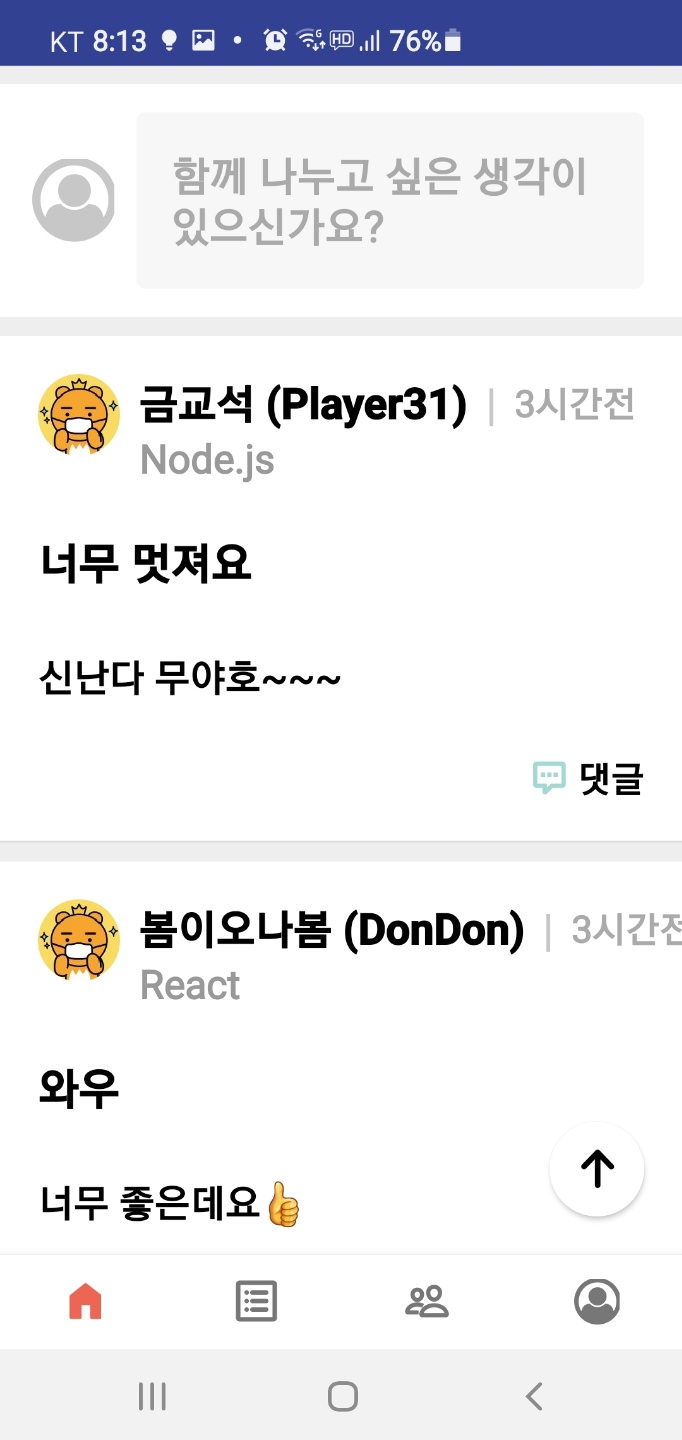 KT 8:13 HD 76%
함께 나누고 싶은 생각이
있으신가요?
금교석 (Player31) | 3시간전
Node.js
너무 멋져요
신난다 무야호~~~
댓글
봄이오나봄 (DonDon) | 3시간전
React
와우
너무 좋은데요👍